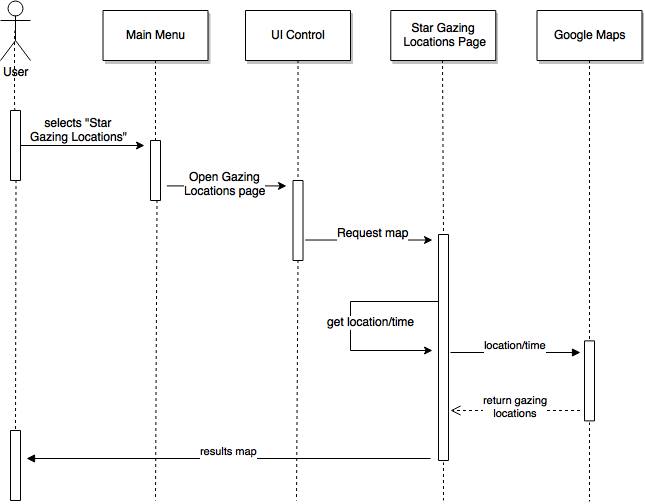 Main Menu
UI Control
Star Gazing
Locations Page
Google Maps
User
selects "Star
Gazing Locations"
Open Gazing
Locations page
Request map
get location/time
location/time
return gazing
locations
results map